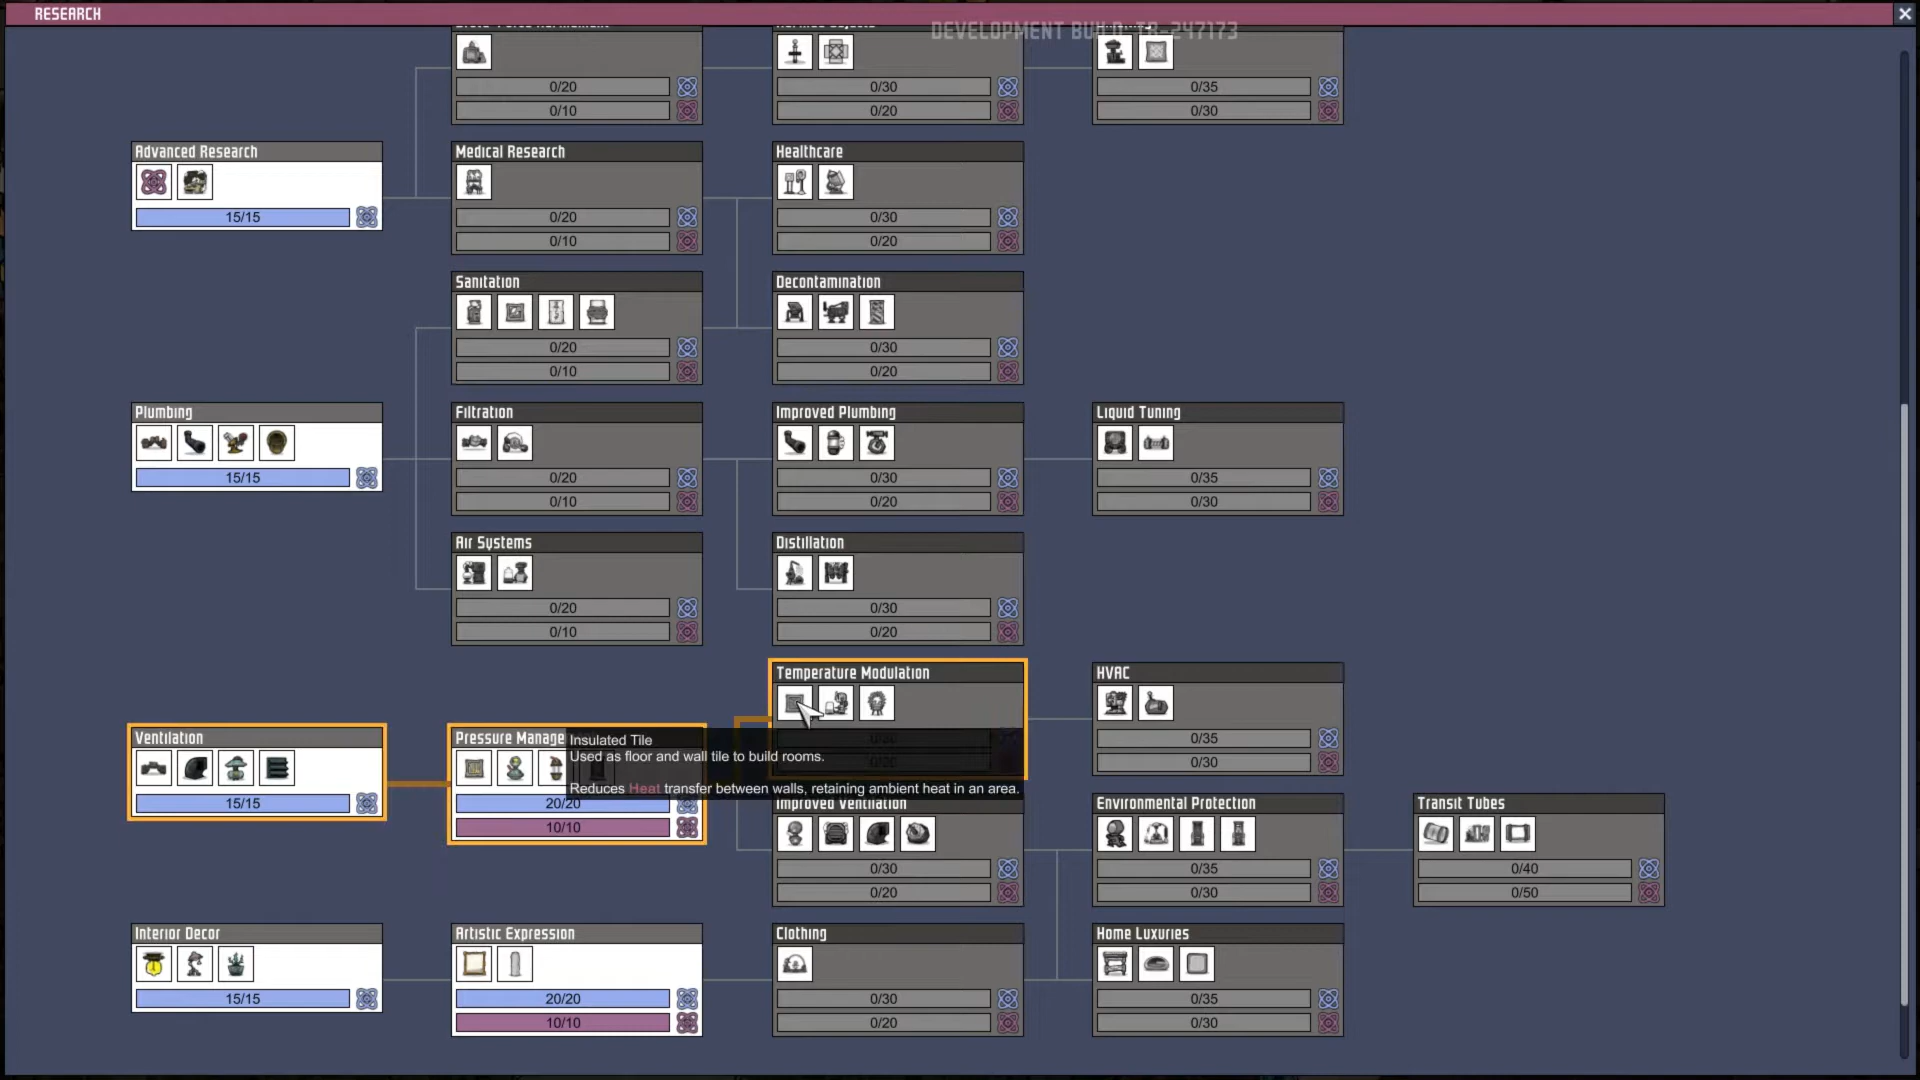 RESEARCH
DEVELOPMENT BUILD TR-247173
0/20
0/10
0/30
0/20
0/35
0/30
Advanced Research
15/15
Medical Research
0/20
0/10
Healthcare
0/30
0/20
Sanitation
0/20
0/10
Decontamination
0/30
0/20
Plumbing
15/15
Filtration
0/20
0/10
Improved Plumbing
0/30
0/20
Liquid Tuning
0/35
0/30
Air Systems
0/20
0/10
Distillation
0/30
0/20
Temperature Modulation
HVAC
0/35
0/30
Ventilation
15/15
Pressure Manage
20/20
10/10
Insulated Tile
Used as floor and wall tile to build rooms.
Reduces Heat transfer between walls, retaining ambient heat in an area.
Improved Ventilation
0/30
0/20
Environmental Protection
0/35
0/30
Transit Tubes
0/40
0/50
Interior Decor
15/15
Artistic Expression
20/20
10/10
Clothing
0/30
0/20
Home Luxuries
0/35
0/30